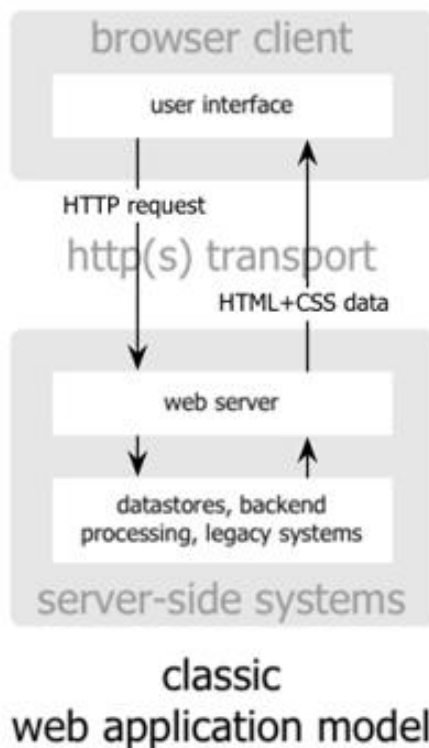 browser client
user interface
HTTP request
http(s) transport
HTML+CSS data
web server
datastores, backend
processing, legacy systems
server-side systems
classic
web application model